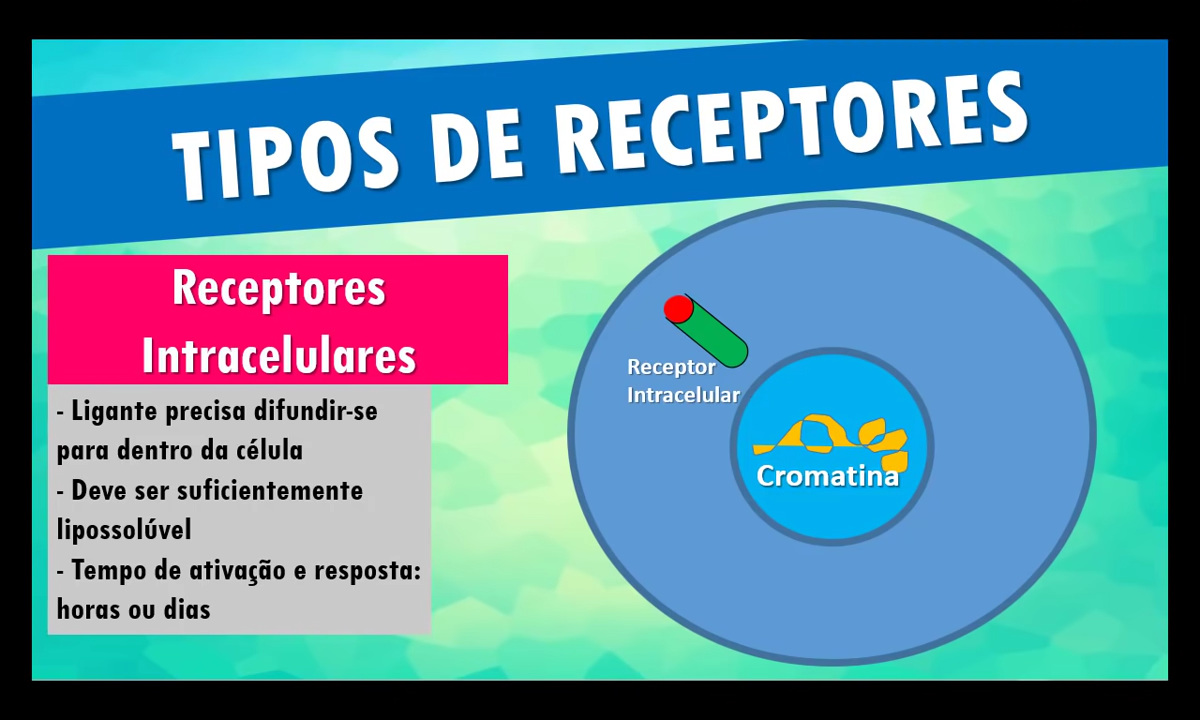 TIPOS DE RECEPTORES
Receptores
Intracelulares
- Ligante precisa difundir-se
para dentro da célula
- Deve ser suficientemente
lipossolúvel
- Tempo de ativação e resposta:
horas ou dias
Receptor
Intracelular
Cromatina